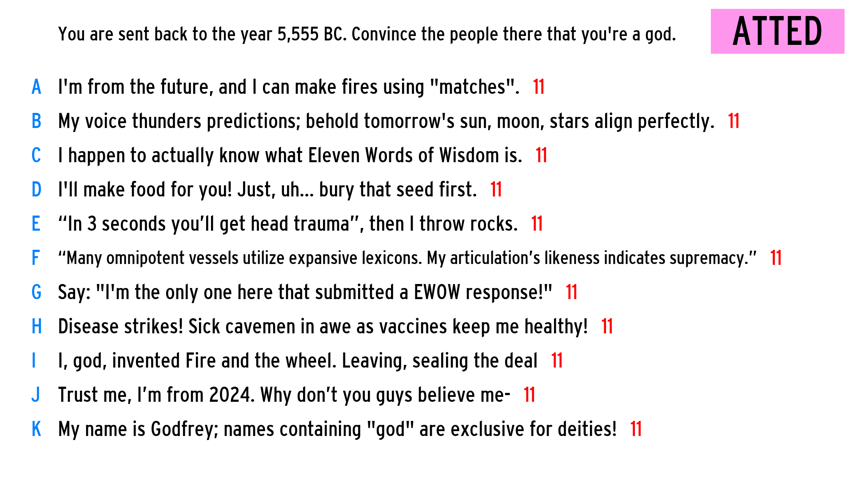 You are sent back to the year 5,555 BC. Convince the people there that you're a god.
ATTED
A I'm from the future, and I can make fires using "matches". 11
B My voice thunders predictions; behold tomorrow's sun, moon, stars align perfectly. 11
C I happen to actually know what Eleven Words of Wisdom is. 11
D I'll make food for you! Just, uh... bury that seed first. 11
E “In 3 seconds you’ll get head trauma”, then I throw rocks. 11
F “Many omnipotent vessels utilize expansive lexicons. My articulation’s likeness indicates supremacy.” 11
G Say: "I'm the only one here that submitted a EWOW response!" 11
H Disease strikes! Sick cavemen in awe as vaccines keep me healthy! 11
I I, god, invented Fire and the wheel. Leaving, sealing the deal 11
J Trust me, I’m from 2024. Why don’t you guys believe me- 11
K My name is Godfrey; names containing "god" are exclusive for deities! 11